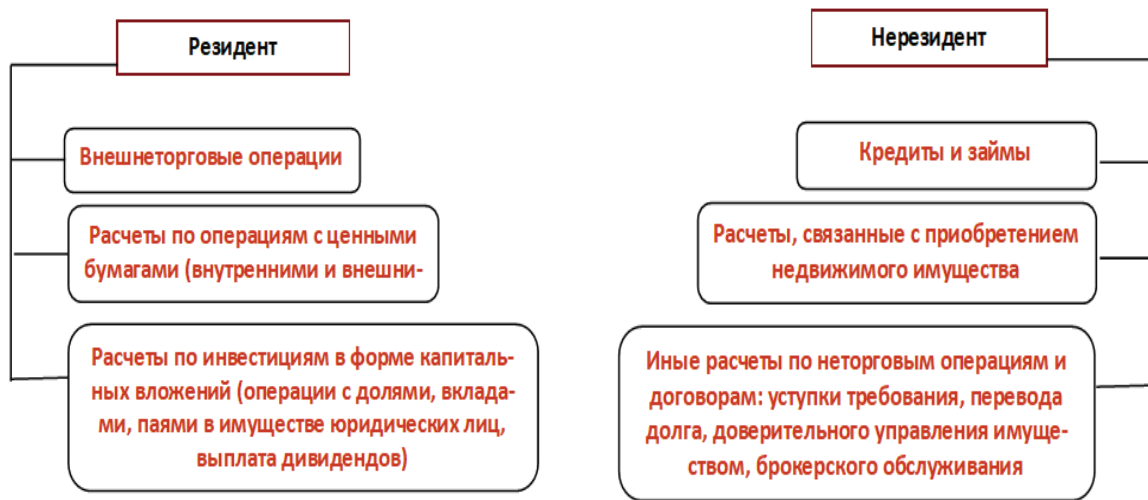 Резидент
Внешнеторговые операции
Расчеты по операциям с ценными
бумагами (внутренними и внешни-
Расчеты по инвестициям в форме капиталь-
ных вложений (операции с долями, вклада-
ми, паями в имуществе юридических лиц,
выплата дивидендов)
Нерезидент
Кредиты и займы
Расчеты, связанные с приобретением
недвижимого имущества
Иные расчеты по неторговым операциям и
договорам: уступки требования, перевода
долга, доверительного управления имуще-
ством, брокерского обслуживания